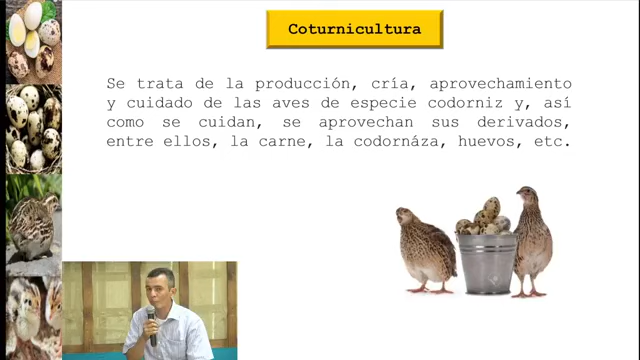 Coturnicultura
Se trata de la producción, cría, aprovechamiento
y cuidado de las aves de especie codorniz y, así
como se cuidan, se aprovechan sus derivados,
entre ellos, la carne, la codornáza, huevos, etc.